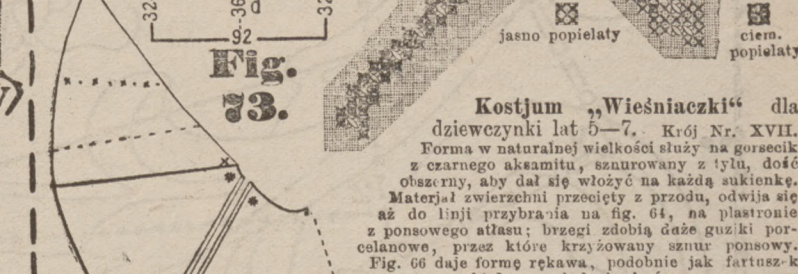 32
36
d
32
92
Fig.
73.
jasno popielaty
ciem.
popielaty
Kostjum „Wieśniaczki“ dla
dziewczynki lat 5—7. Krój Nr. XVII.
Forma w naturalnej wielkości służy na gorsecik
z czarnego aksamitu, sznurowany z tyłu, dość
obszerny, aby dał się włożyć na każdą sukienkę.
Materjał zwierzchni przecięty z przodu, odwija się
aż do linji przybrania na fig. 64, na plastronie
z ponsowego atłasu; brzegi zdobią duże guziki por-
celanowe, przez które krzyżowany sznur ponsowy.
Fig. 66 daje formę rękawa, podobnie jak fartuszek